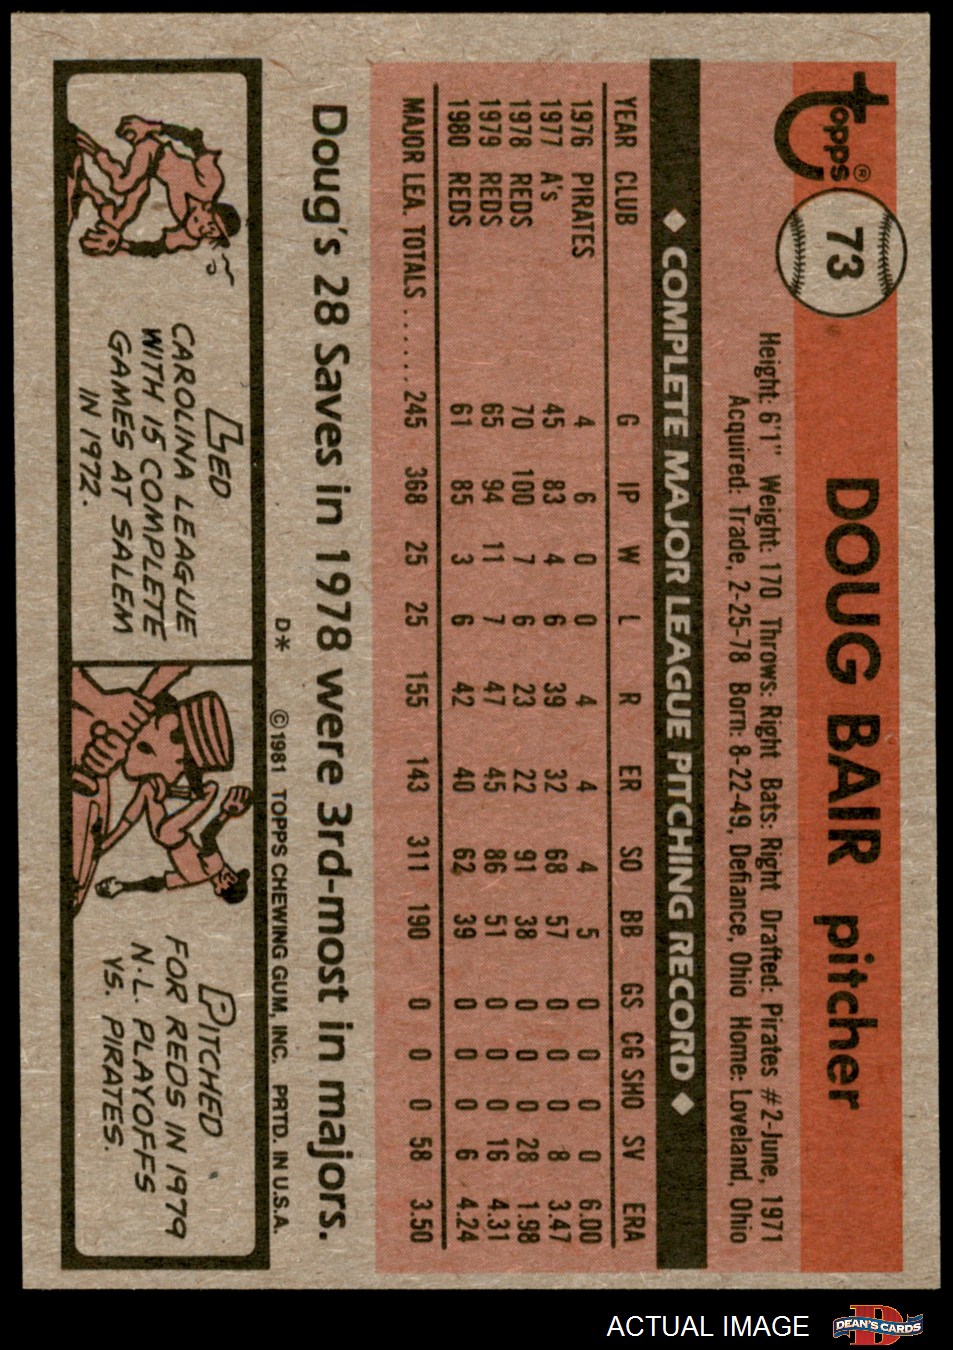 topps®
73
DOUG BAIR pitcher
Height: 6'1" Weight: 170 Throws: Right Bats: Right Drafted: Pirates #2-June, 1971
Acquired: Trade, 2-25-78 Born: 8-22-49, Defiance, Ohio Home: Loveland, Ohio
◆ COMPLETE MAJOR LEAGUE PITCHING RECORD ◆
YEAR CLUB G IP W L R ER SO BB GS CG SHO SV ERA
1976 PIRATES 4 6 0 0 4 4 4 5 0 0 0 0 6.00
1977 A's 45 83 4 6 39 32 68 57 0 0 0 8 3.47
1978 REDS 70 100 7 6 23 22 91 38 0 0 0 28 1.98
1979 REDS 65 94 11 7 47 45 86 51 0 0 0 16 4.31
1980 REDS 61 85 3 6 42 40 62 39 0 0 0 6 4.24
MAJOR LEA. TOTALS ...... 245 368 25 25 155 143 311 190 0 0 0 58 3.50
Doug's 28 Saves in 1978 were 3rd-most in majors.
D* ©1981 TOPPS CHEWING GUM, INC. PRTD. IN U.S.A.
LED
CAROLINA LEAGUE
WITH 15 COMPLETE
GAMES AT SALEM
IN 1972.
PITCHED
FOR REDS IN 1979
N.L. PLAYOFFS
VS. PIRATES.
ACTUAL IMAGE
DEAN'S CARDS